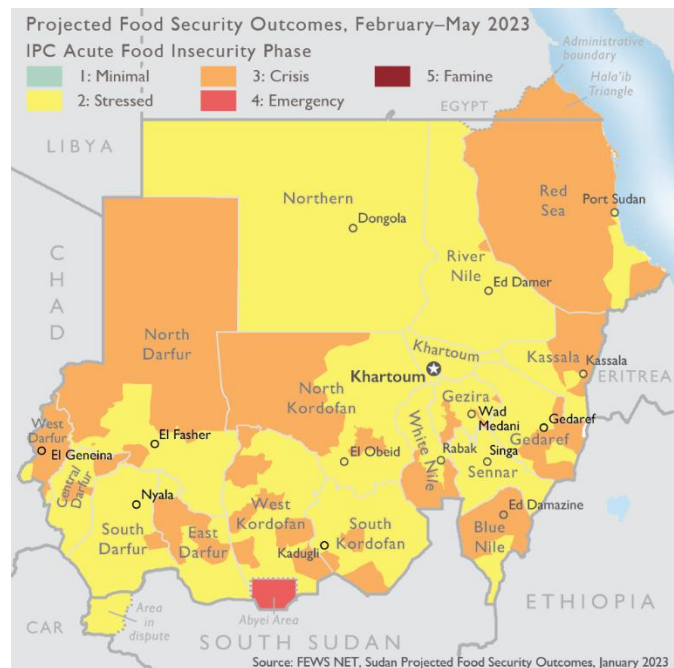 Projected Food Security Outcomes, February–May 2023
IPC Acute Food Insecurity Phase
1: Minimal
3: Crisis
5: Famine
2: Stressed
4: Emergency
Administrative
boundary
Hala'ib
Triangle
EGYPT
LIBYA
Northern
Dongola
Red
Sea
Port Sudan
River
Nile
Ed Damer
CHAD
North
Darfur
Khartoum
Khartoum
Kassala
Kassala
ERITREA
North
Kordofan
Gezira
Wad
Medani
Gedaref
Gedaref
West
Darfur
El Geneina
El Fasher
El Obeid
White Nile
Rabak
Singa
Sennar
Central
Darfur
Nyala
West
Kordofan
Ed Damazine
Blue
Nile
South
Darfur
East
Darfur
Kadugli
South
Kordofan
Abyei Area
Area
in
dispute
CAR
SOUTH SUDAN
ETHIOPIA
Source: FEWS NET, Sudan Projected Food Security Outcomes, January 2023